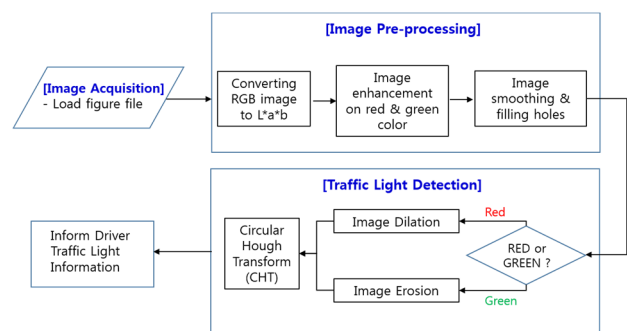 [Image Pre-processing]
[Image Acquisition]
- Load figure file
Converting
RGB image
to L*a*b
Image
enhancement
on red & green
color
Image
smoothing &
filling holes
[Traffic Light Detection]
Inform Driver
Traffic Light
Information
Circular
Hough
Transform
(CHT)
Image Dilation
Image Erosion
Red
RED or
GREEN ?
Green